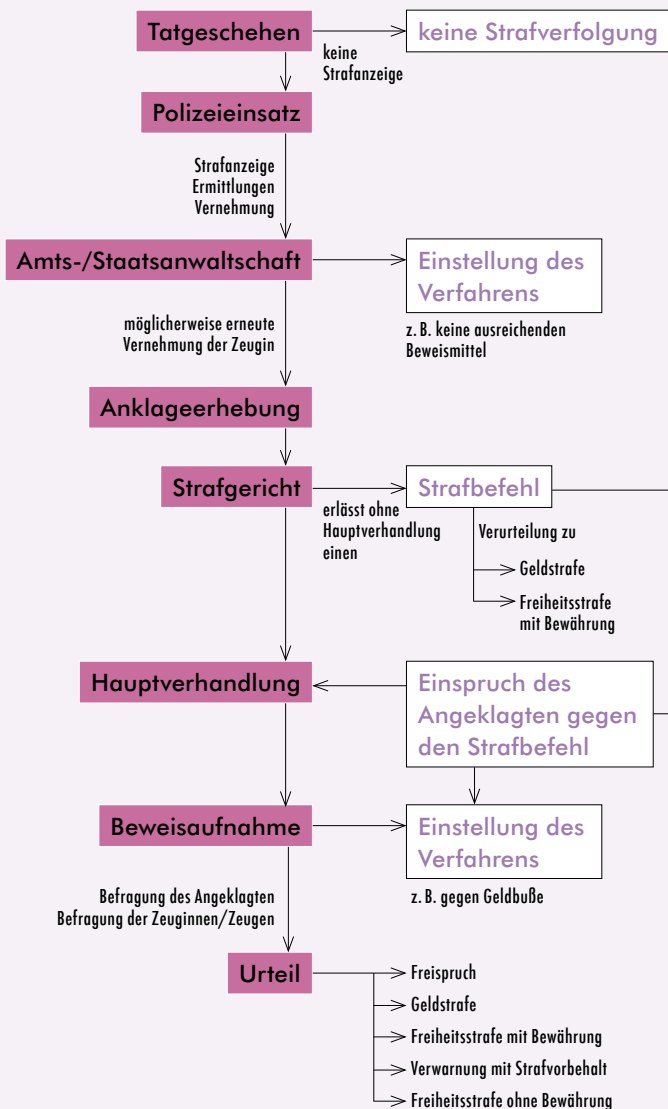 Tatgeschehen
keine Strafverfolgung
keine
Strafanzeige
Polizeieinsatz
Strafanzeige
Ermittlungen
Vernehmung
Amts-/Staatsanwaltschaft
Einstellung des
Verfahrens
z. B. keine ausreichenden
Beweismittel
möglicherweise erneute
Vernehmung der Zeugin
Anklageerhebung
Strafgericht
Strafbefehl
erlässt ohne
Hauptverhandlung
einen
Verurteilung zu
Geldstrafe
Freiheitsstrafe
mit Bewährung
Hauptverhandlung
Einspruch des
Angeklagten gegen
den Strafbefehl
Beweisaufnahme
Einstellung des
Verfahrens
z. B. gegen Geldbuße
Befragung des Angeklagten
Befragung der Zeuginnen/Zeugen
Urteil
Freispruch
Geldstrafe
Freiheitsstrafe mit Bewährung
Verwarnung mit Strafvorbehalt
Freiheitsstrafe ohne Bewährung